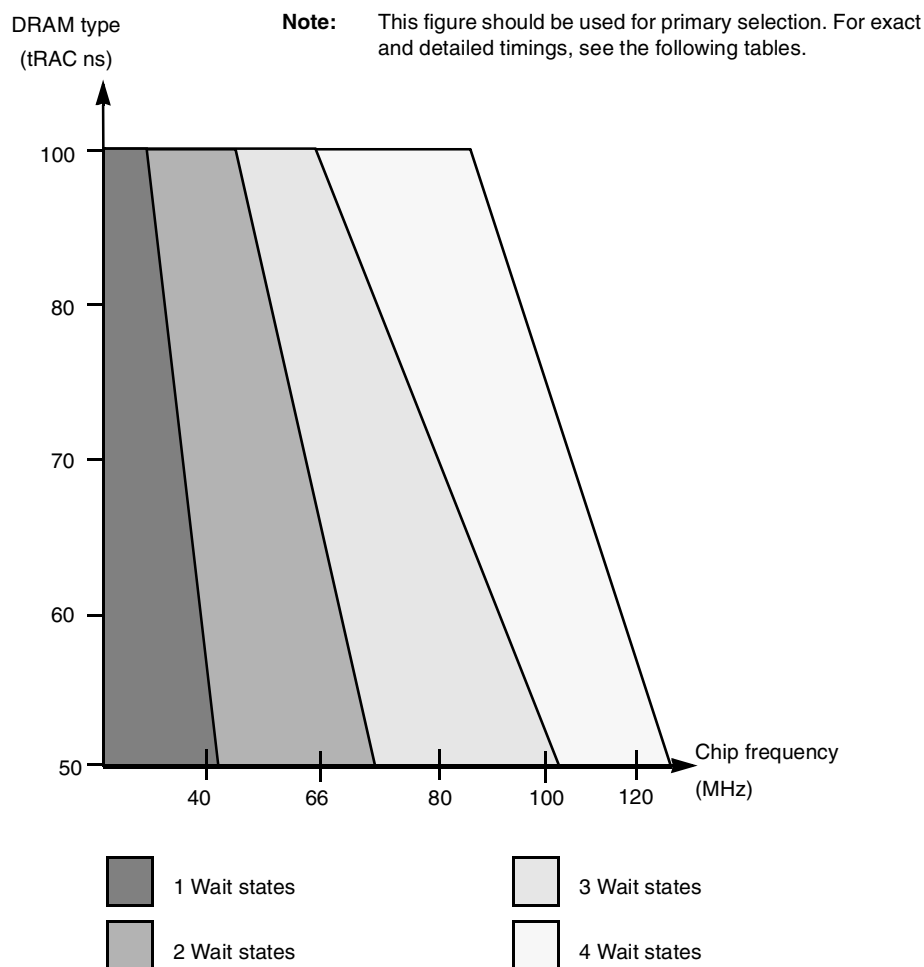 DRAM type
(tRAC ns)
Note: This figure should be used for primary selection. For exact
and detailed timings, see the following tables.
100
80
70
60
50
40 66 80 100 120
Chip frequency
(MHz)
1 Wait states
3 Wait states
2 Wait states
4 Wait states